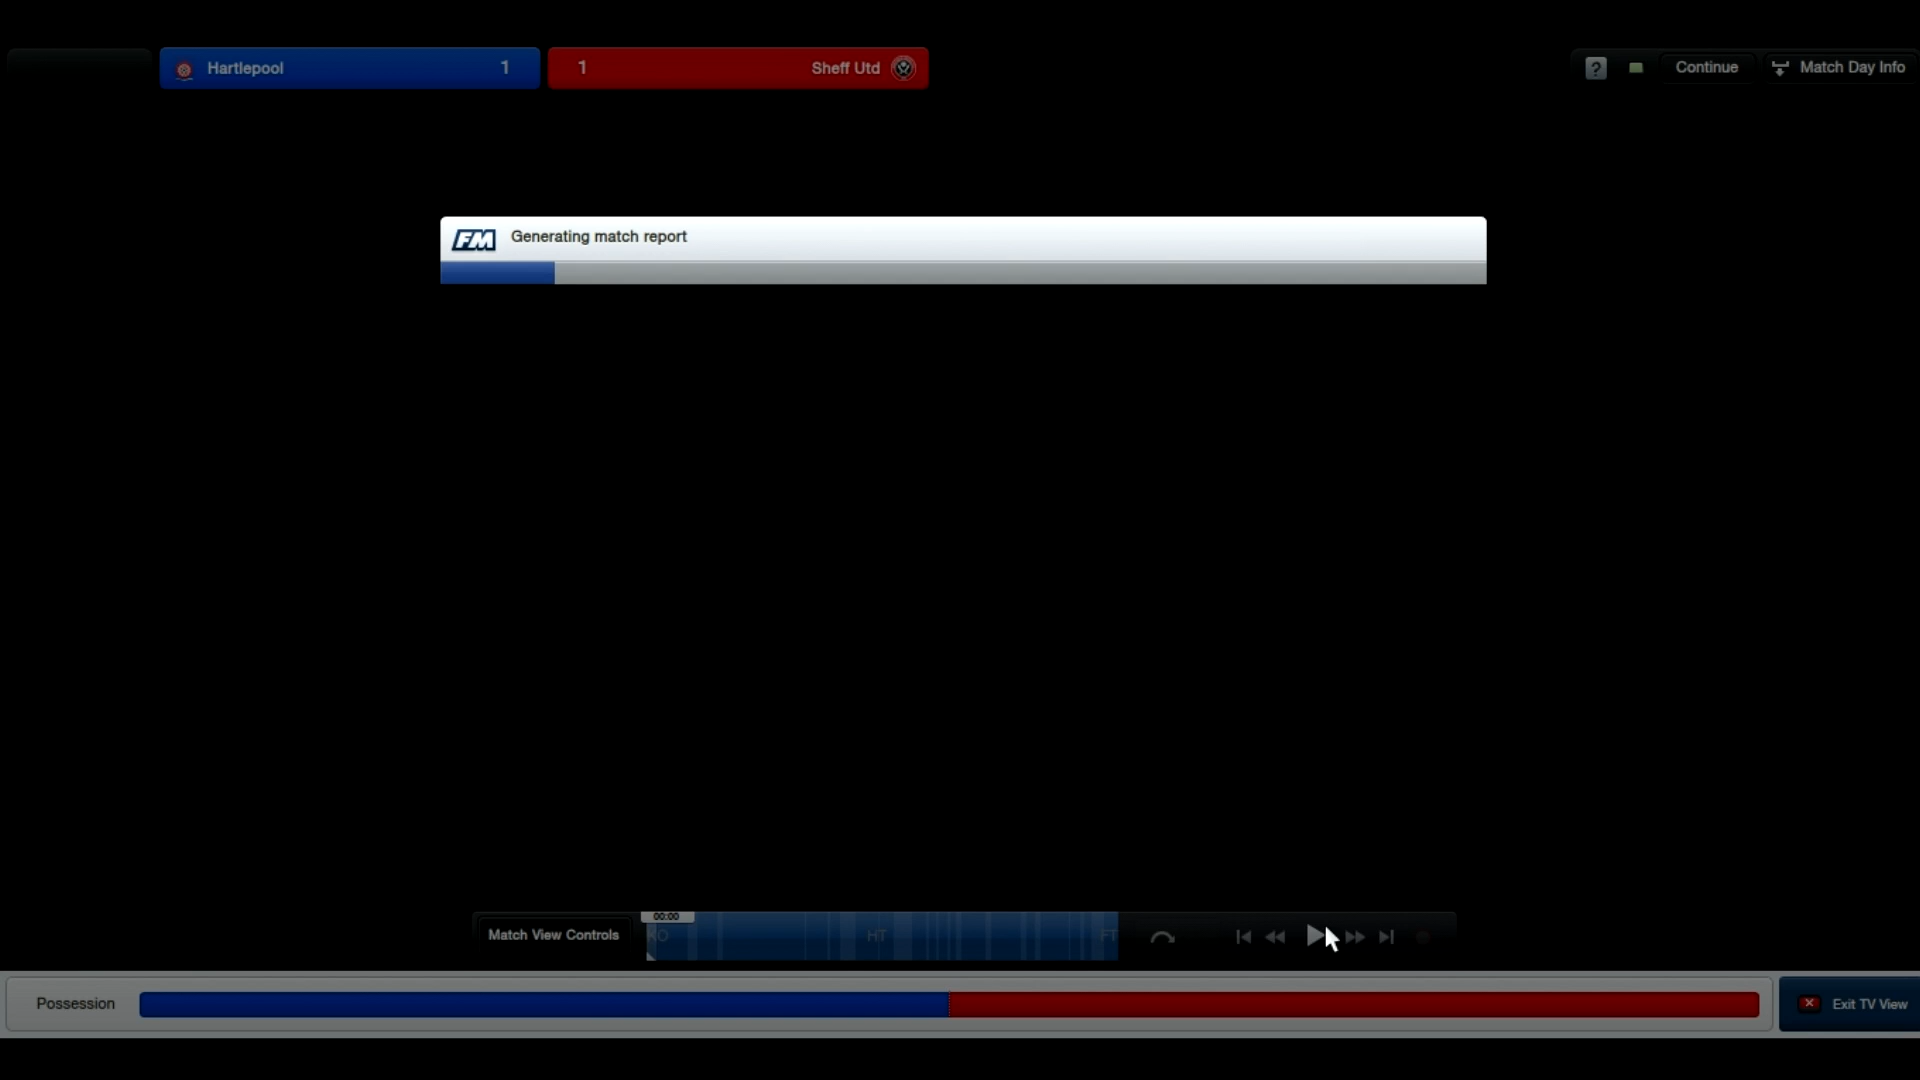 Hartlepool 1
1 Sheff Utd
? Continue Match Day Info
FM Generating match report
00:00
Match View Controls KO HT FT
Possession
Exit TV View